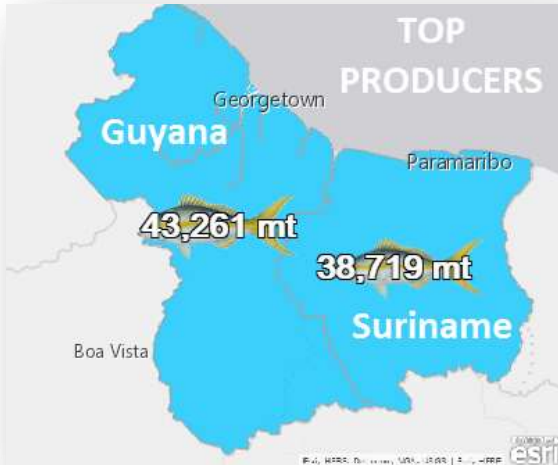 TOP
PRODUCERS
Georgetown
Guyana
Paramaribo
43,261 mt
38,719 mt
Suriname
Boa Vista
esri